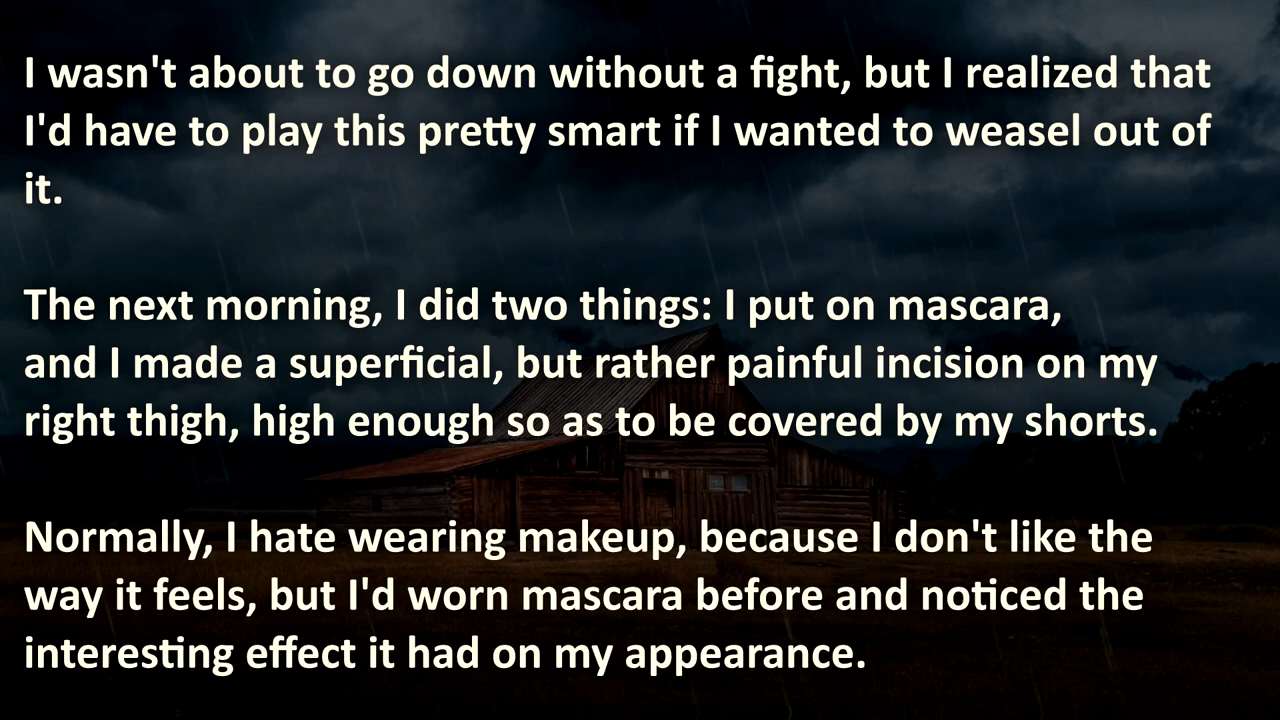 I wasn't about to go down without a fight, but I realized that
I'd have to play this pretty smart if I wanted to weasel out of
it.
The next morning, I did two things: I put on mascara,
and I made a superficial, but rather painful incision on my
right thigh, high enough so as to be covered by my shorts.
Normally, I hate wearing makeup, because I don't like the
way it feels, but I'd worn mascara before and noticed the
interesting effect it had on my appearance.